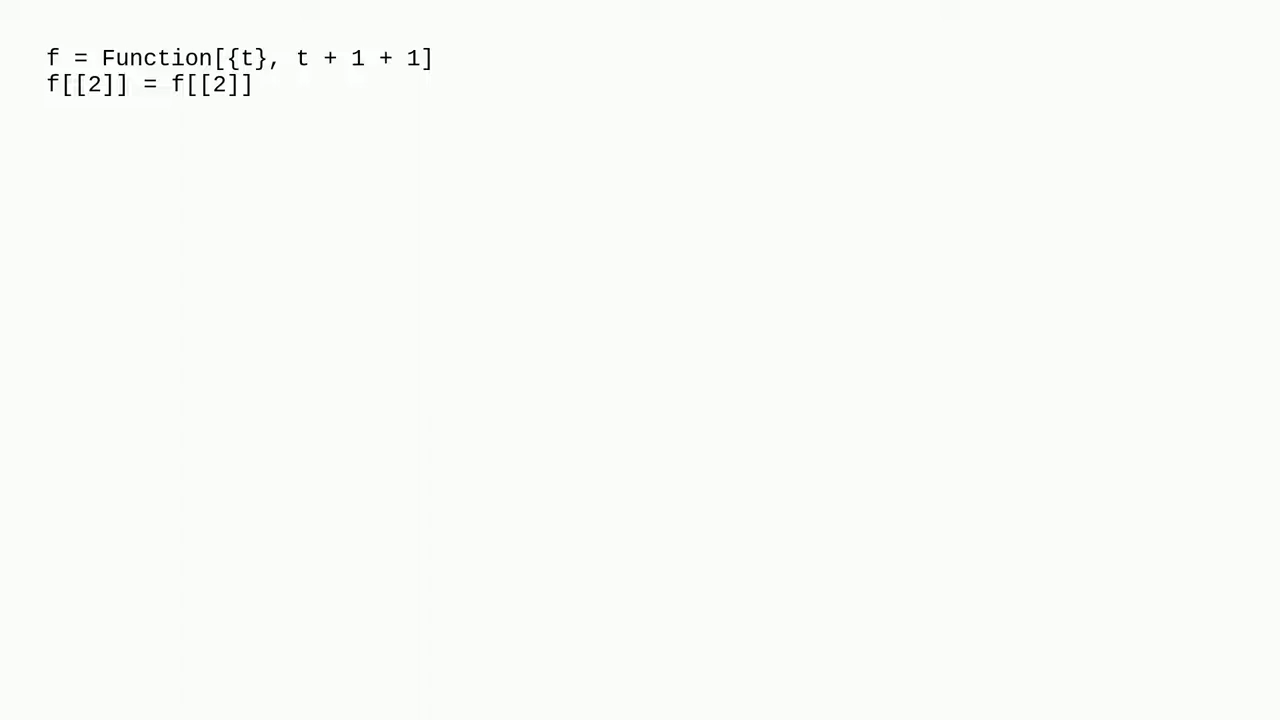 f = Function[{t}, t + 1 + 1]
f[[2]] = f[[2]]